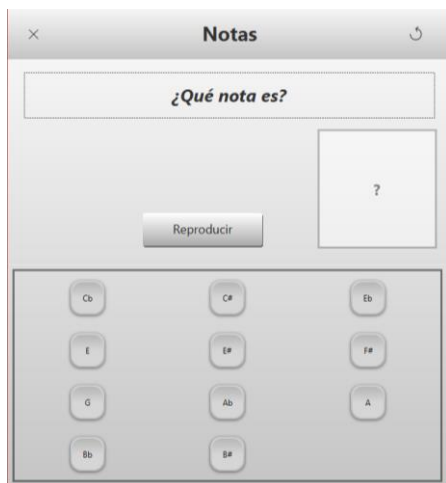 Notas
¿Qué nota es?
?
Reproducir
Cb C# Eb
E E# F#
G Ab A
Bb B#